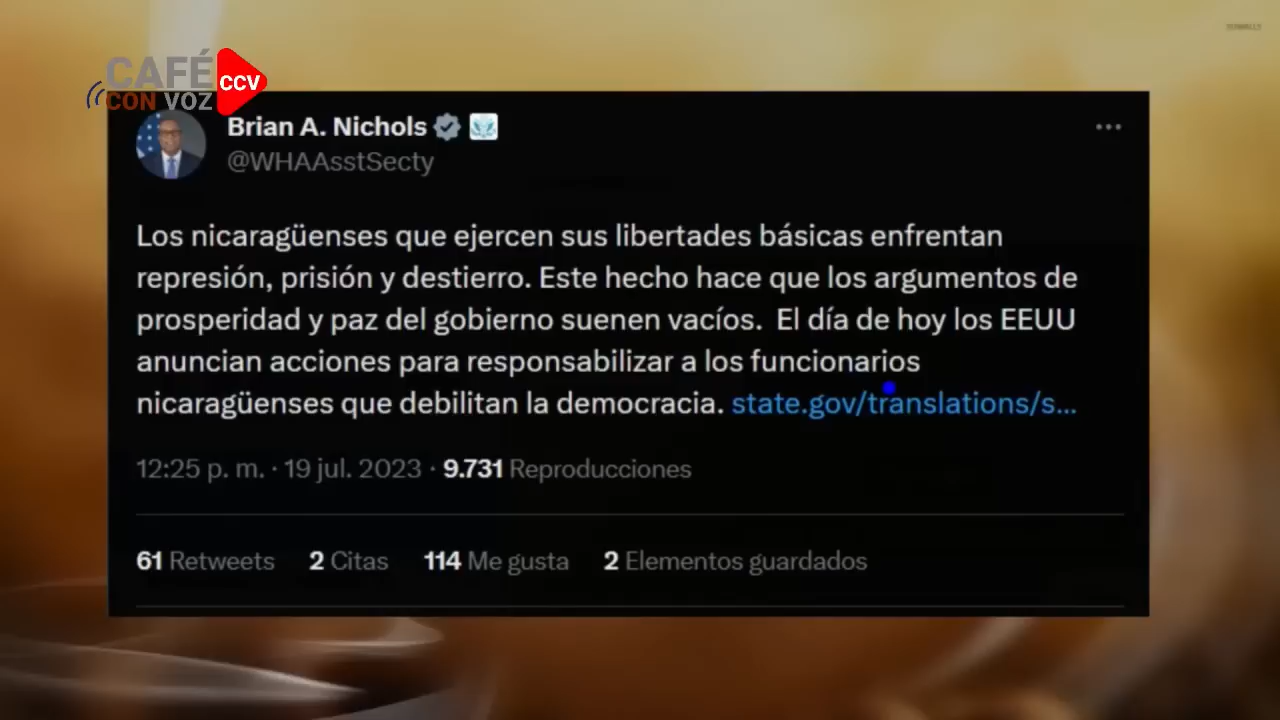 CAFÉ
CON VOZ
CCV
Brian A. Nichols
@WHAAsstSecty
Los nicaragüenses que ejercen sus libertades básicas enfrentan
represión, prisión y destierro. Este hecho hace que los argumentos de
prosperidad y paz del gobierno suenen vacíos.  El día de hoy los EEUU
anuncian acciones para responsabilizar a los funcionarios
nicaragüenses que debilitan la democracia. state.gov/translations/s...
12:25 p. m. · 19 jul. 2023 · 9.731 Reproducciones
61 Retweets 2 Citas 114 Me gusta 2 Elementos guardados